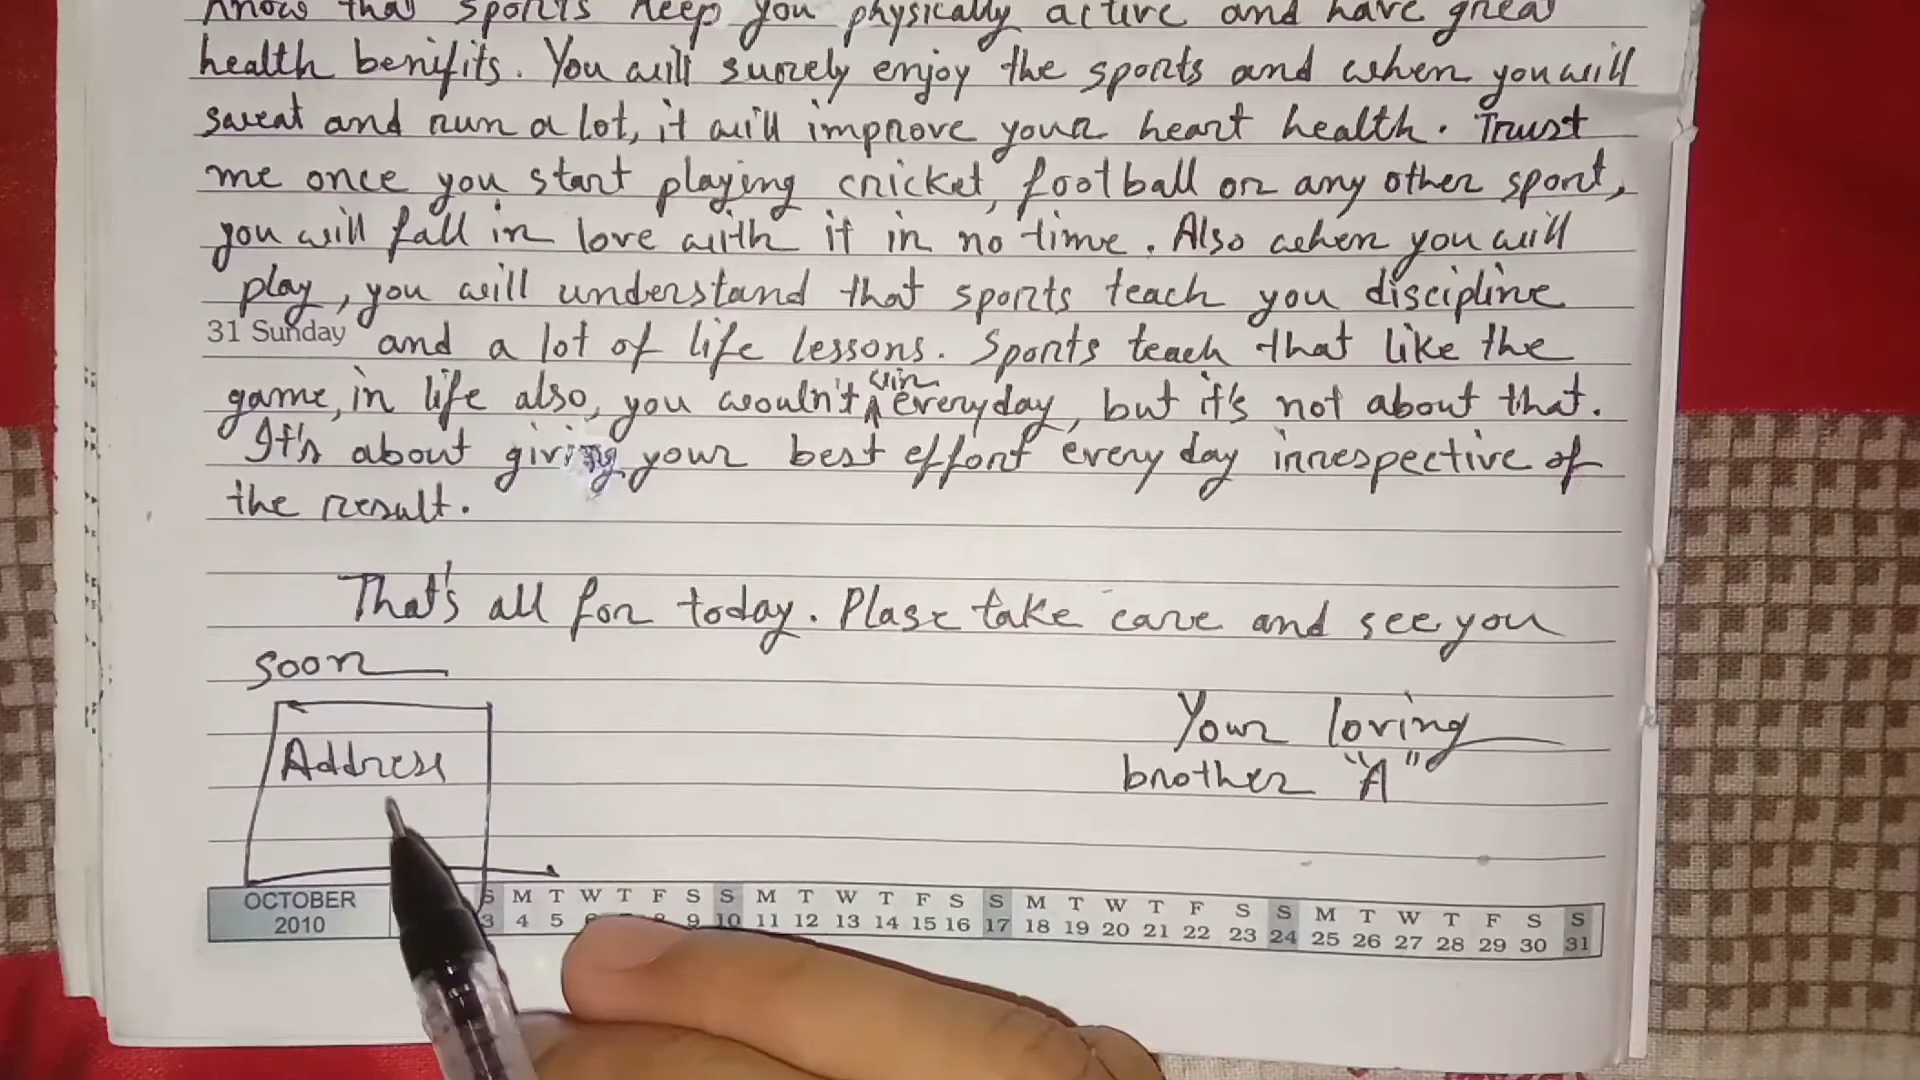 know that sports keep you physically active and have great
health benifits. You will surely enjoy the sports and when you will
sweat and run a lot, it will improve your heart health. Trust
me once you start playing cricket, football or any other sport,
you will fall in love with it in no time. Also when you will
play, you will understand that sports teach you discipline
31 Sunday and a lot of life lessons. Sports teach that like the
game, in life also, you wouln't win everyday, but it's not about that.
It's about giving your best effort every day irrespective of
the result.
That's all for today. Plase take care and see you
soon
Your loving
brother "A"
Address
OCTOBER 2010
S M T W T F S S M T W T F S S M T W T F S S M T W T F S S
3 4 5 8 9 10 11 12 13 14 15 16 17 18 19 20 21 22 23 24 25 26 27 28 29 30 31